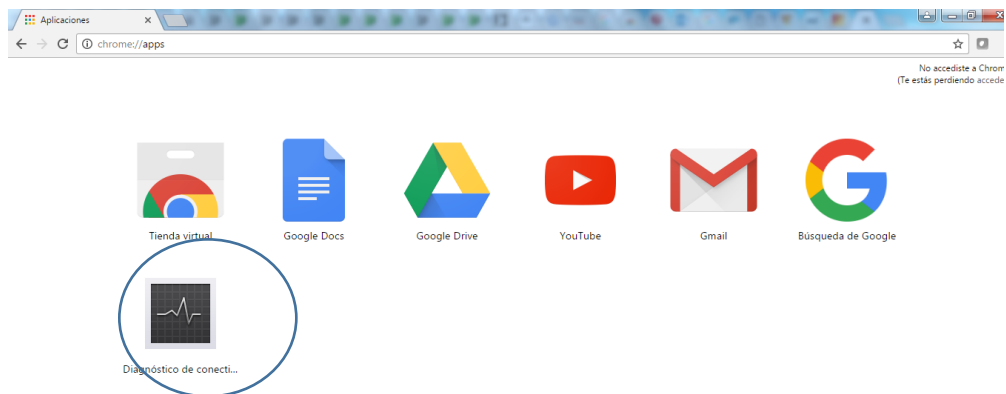 Aplicaciones
chrome://apps
No accediste a Chrom
(Te estás perdiendo accede
Tienda virtual
Google Docs
Google Drive
YouTube
Gmail
Búsqueda de Google
Diagnóstico de conecti...